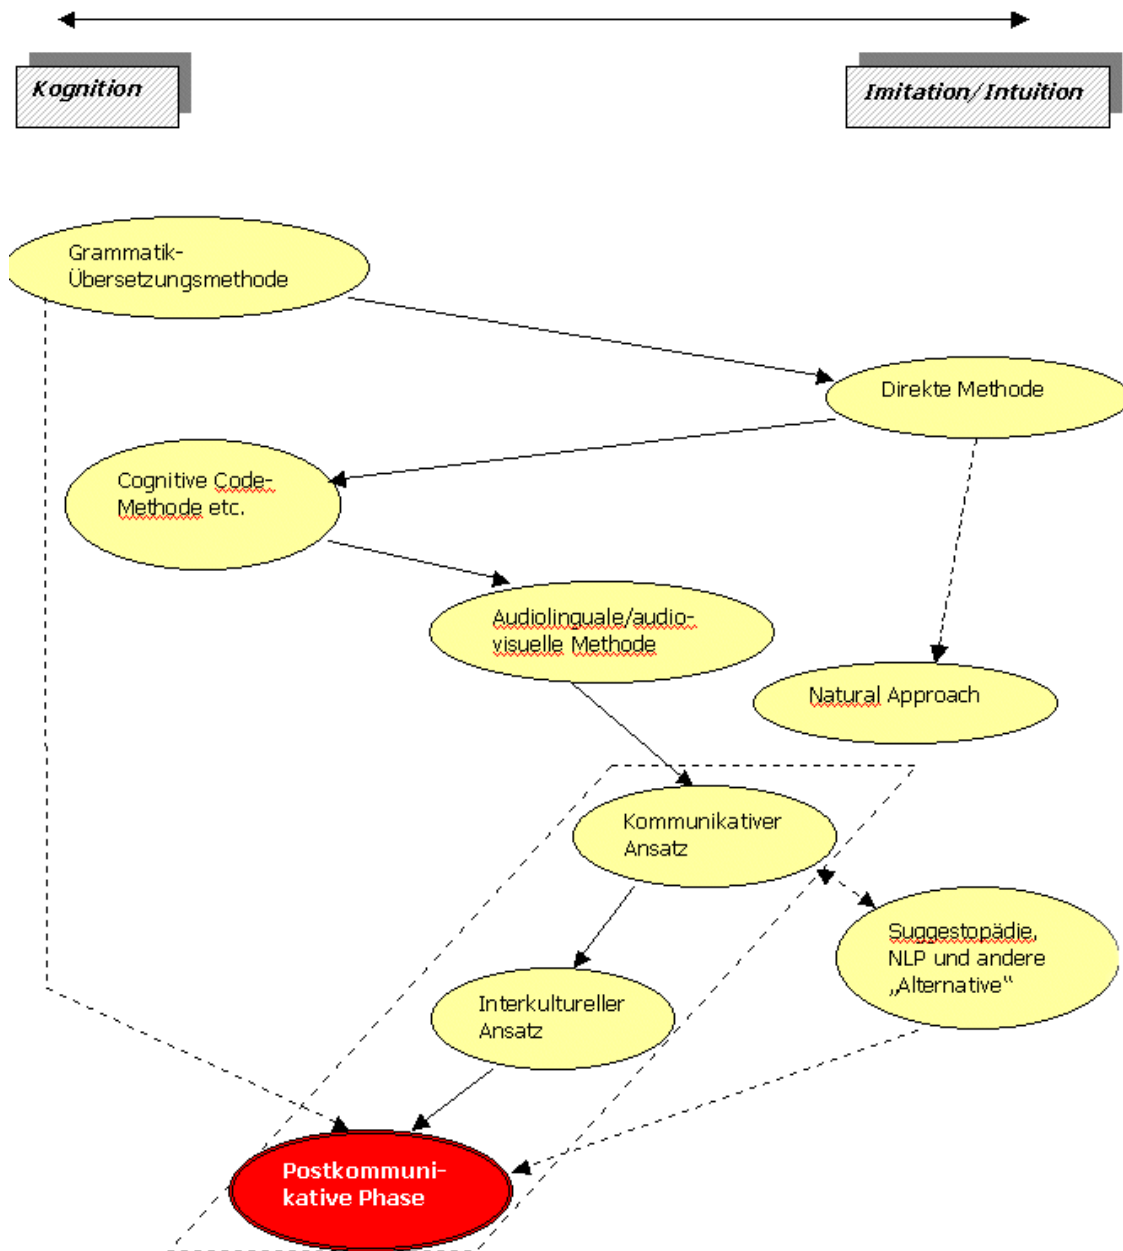 Kognition
Imitation/Intuition
Grammatik-
Übersetzungsmethode
Direkte Methode
Cognitive Code-
Methode etc.
Audiolinguale/audio-
visuelle Methode
Natural Approach
Kommunikativer
Ansatz
Suggestopädie,
NLP und andere
„Alternative“
Interkultureller
Ansatz
Postkommuni-
kative Phase